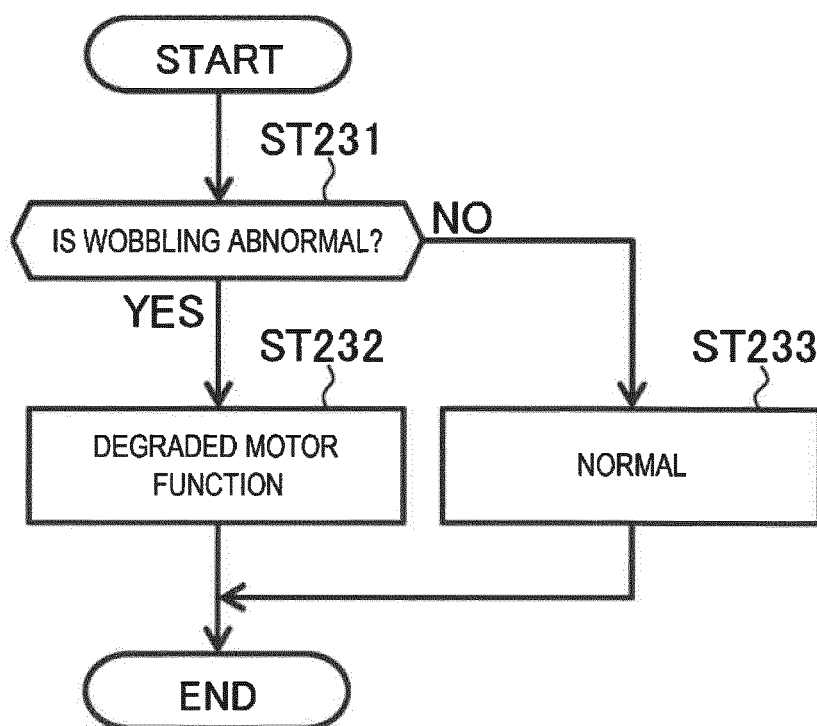 START
ST231
IS WOBBLING ABNORMAL?
NO
YES
ST232
ST233
DEGRADED MOTOR
FUNCTION
NORMAL
END